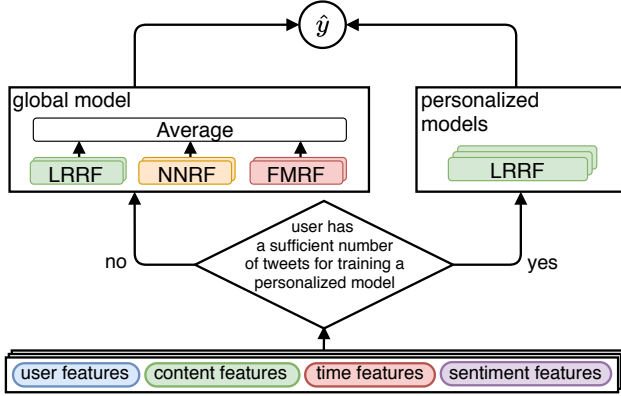 ŷ
global model
Average
LRRF
NNRF
FMRF
personalized
models
LRRF
user has
a sufficient number
of tweets for training a
personalized model
no
yes
user features
content features
time features
sentiment features